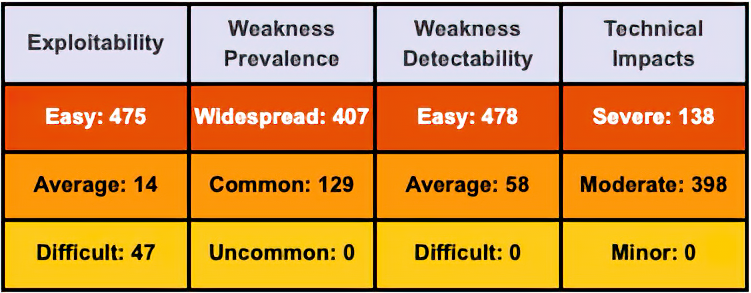 Exploitability
Weakness
Prevalence
Weakness
Detectability
Technical
Impacts
Easy: 475
Widespread: 407
Easy: 478
Severe: 138
Average: 14
Common: 129
Average: 58
Moderate: 398
Difficult: 47
Uncommon: 0
Difficult: 0
Minor: 0